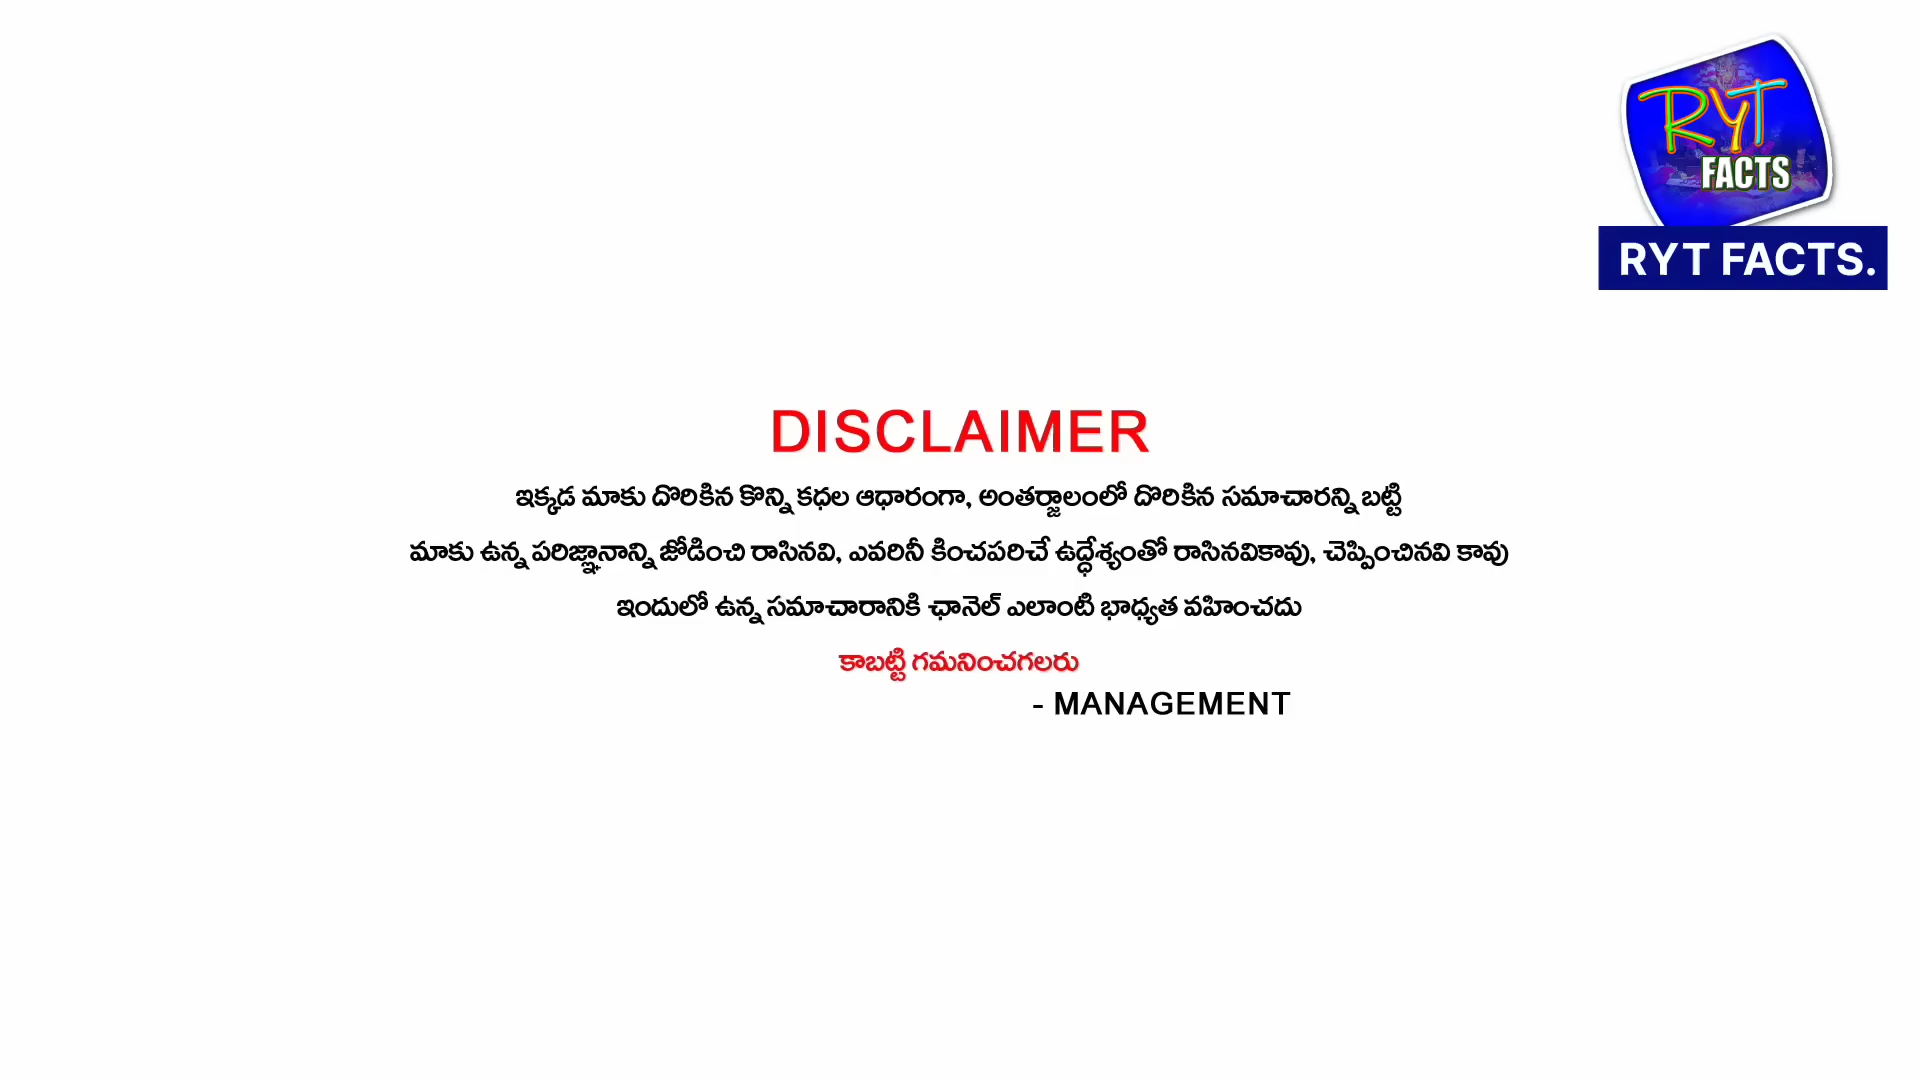 RYT
FACTS
RYT FACTS.
DISCLAIMER
ఇక్కడ మాకు దొరికిన కొన్ని కధల ఆధారంగా, అంతర్జాలంలో దొరికిన సమాచారన్ని బట్టి
మాకు ఉన్న పరిజ్ఞానాన్ని జోడించి రాసినవి, ఎవరినీ కించపరిచే ఉద్ధేశ్యంతో రాసినవికావు, చెప్పించినవి కావు
ఇందులో ఉన్న సమాచారానికి ఛానెల్ ఎలాంటి భాధ్యత వహించదు
కాబట్టి గమనించగలరు
- MANAGEMENT